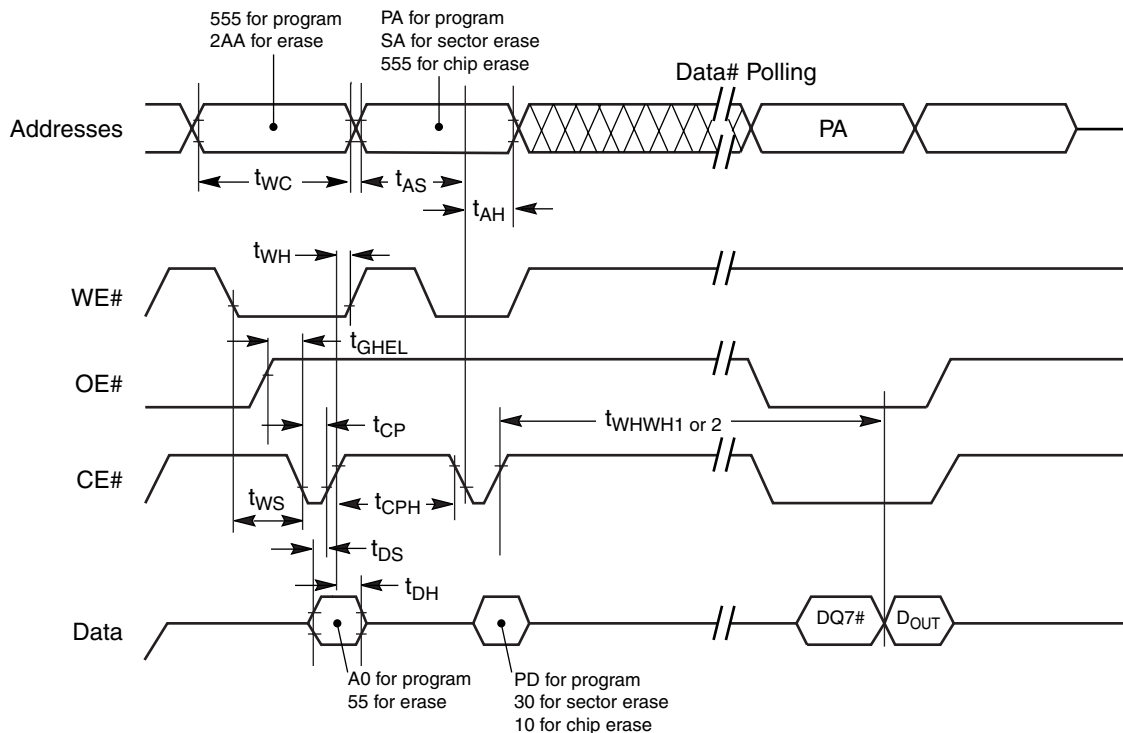 555 for program
2AA for erase
PA for program
SA for sector erase
555 for chip erase
Data# Polling
Addresses
PA
tWC
tAS
tAH
tWH
WE#
tGHEL
OE#
tWHWH1 or 2
tCP
CE#
tWS
tCPH
tDS
tDH
Data
DQ7#
DOUT
A0 for program
55 for erase
PD for program
30 for sector erase
10 for chip erase